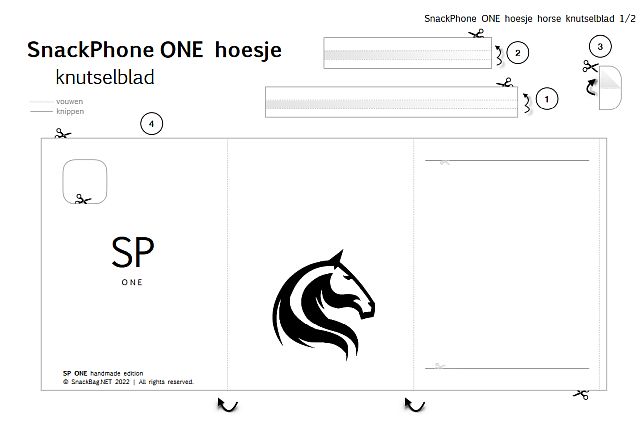 SnackPhone ONE hoesje horse knutselblad 1/2
SnackPhone ONE hoesje
knutselblad
vouwen
knippen
2
3
1
4
SP
ONE
SP ONE handmade edition
© SnackBag.NET 2022 | All rights reserved.